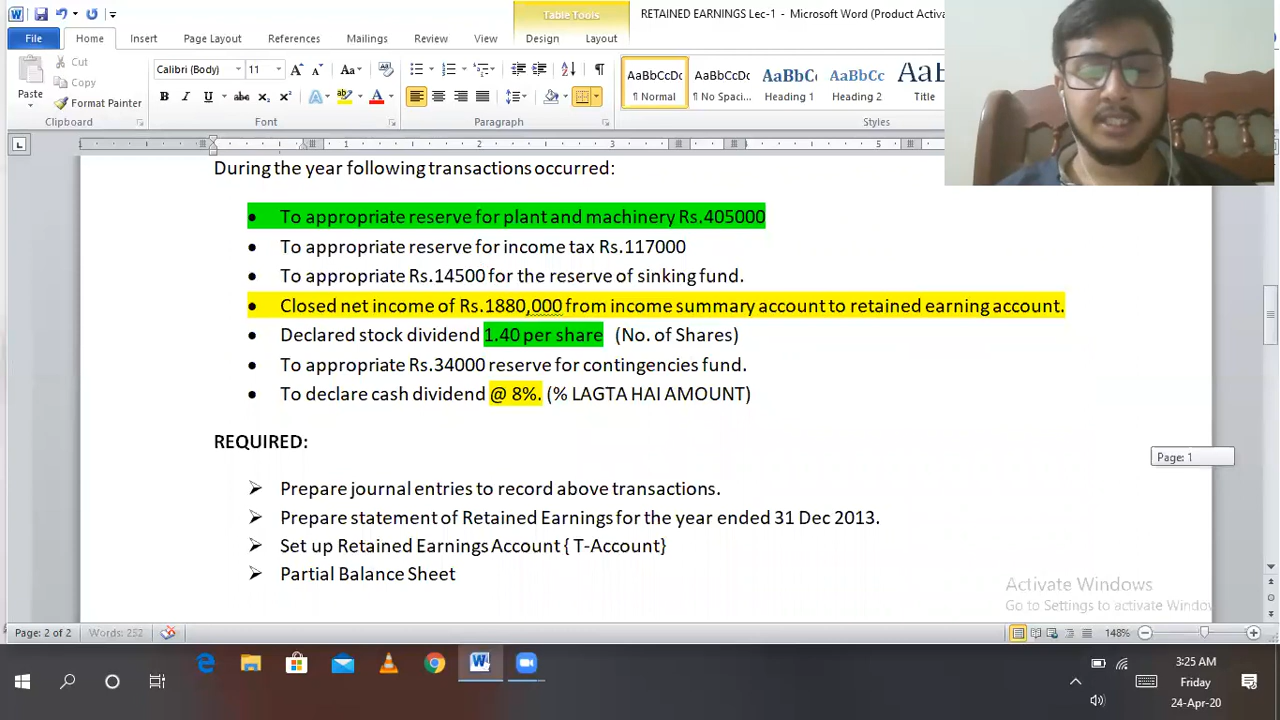 RETAINED EARNINGS Lec-1 - Microsoft Word (Product Activa
Table Tools
File Home Insert Page Layout References Mailings Review View Design Layout
Paste
Cut
Copy
Format Painter
Clipboard
Calibri (Body) 11
Font
Paragraph
AaBbCcDc AaBbCcDc AaBbC AaBbCc AaB
¶ Normal ¶ No Spaci... Heading 1 Heading 2 Title
Styles
During the year following transactions occurred:
• To appropriate reserve for plant and machinery Rs.405000
• To appropriate reserve for income tax Rs.117000
• To appropriate Rs.14500 for the reserve of sinking fund.
• Closed net income of Rs.1880,000 from income summary account to retained earning account.
• Declared stock dividend 1.40 per share (No. of Shares)
• To appropriate Rs.34000 reserve for contingencies fund.
• To declare cash dividend @ 8%. (% LAGTA HAI AMOUNT)
REQUIRED:
Page: 1
➢ Prepare journal entries to record above transactions.
➢ Prepare statement of Retained Earnings for the year ended 31 Dec 2013.
➢ Set up Retained Earnings Account { T-Account}
➢ Partial Balance Sheet
Activate Windows
Go to Settings to activate Window
Page: 2 of 2 Words: 252 148%
3:25 AM
Friday
24-Apr-20